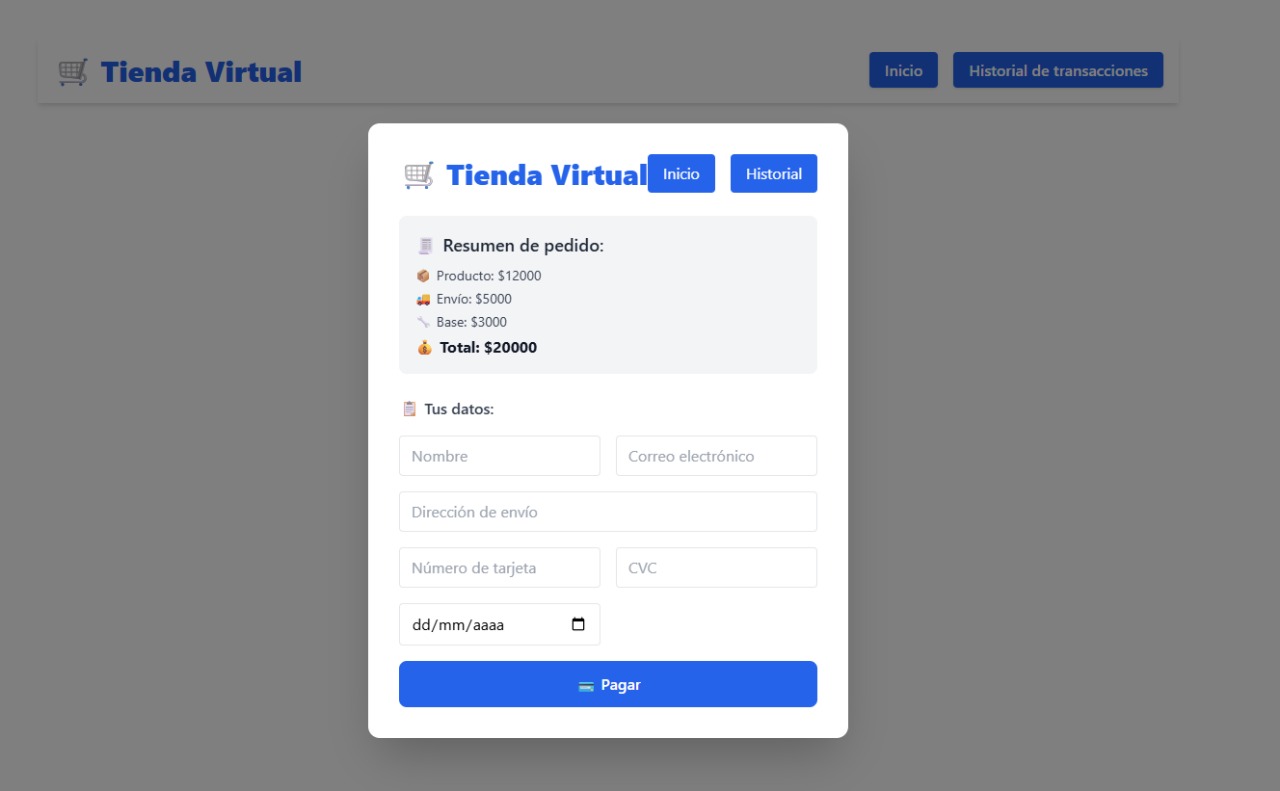 Tienda Virtual
Inicio
Historial de transacciones
Tienda Virtual
Inicio
Historial
Resumen de pedido:
Producto: $12000
Envío: $5000
Base: $3000
Total: $20000
Tus datos:
Nombre
Correo electrónico
Dirección de envío
Número de tarjeta
CVC
dd/mm/aaaa
Pagar